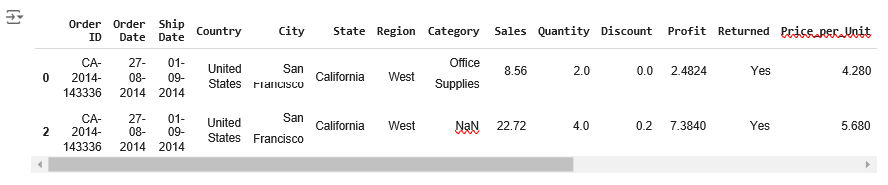 Order ID Order Date Ship Date Country City State Region Category Sales Quantity Discount Profit Returned Price_per_Unit
0 CA-2014-143336 27-08-2014 01-09-2014 United States San Francisco California West Office Supplies 8.56 2.0 0.0 2.4824 Yes 4.280
2 CA-2014-143336 27-08-2014 01-09-2014 United States San Francisco California West NaN 22.72 4.0 0.2 7.3840 Yes 5.680